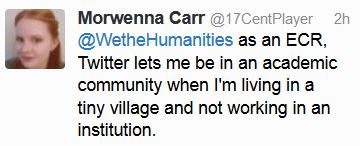 Morwenna Carr @17CentPlayer 2h
@WetheHumanities as an ECR,
Twitter lets me be in an academic
community when I'm living in a
tiny village and not working in an
institution.